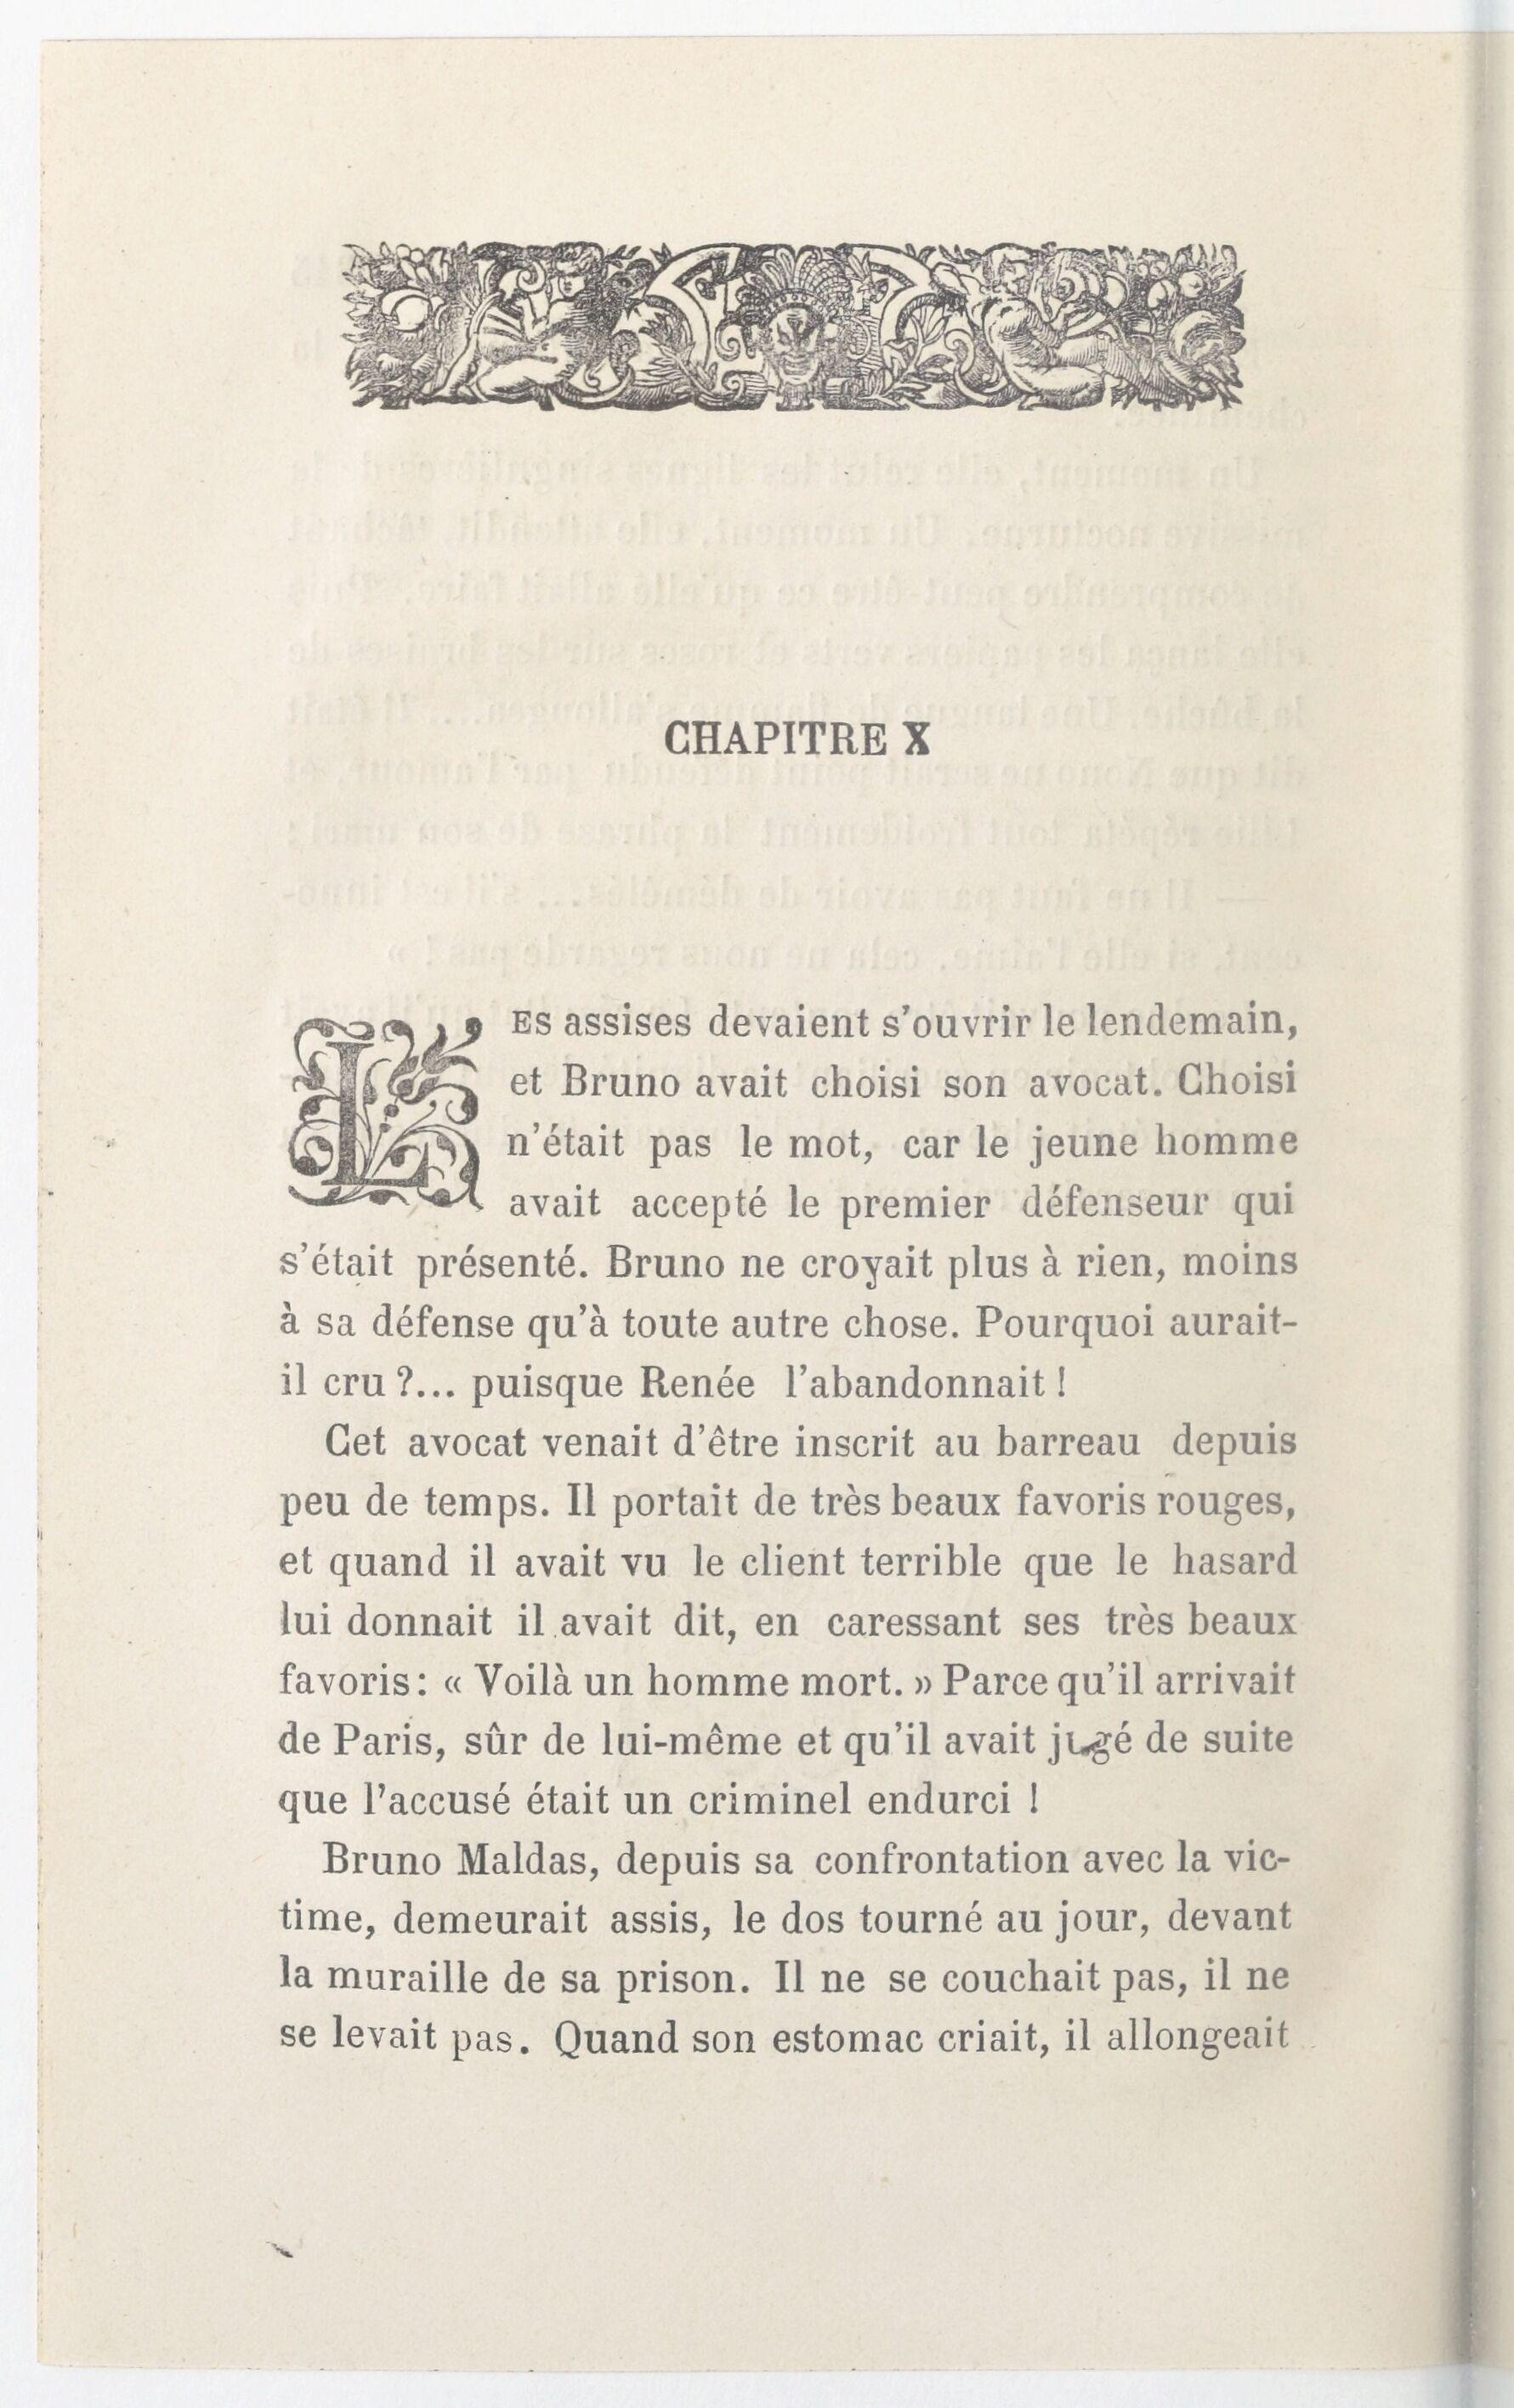 CHAPITRE X
LES assises devaient s'ouvrir le lendemain,
et Bruno avait choisi son avocat. Choisi
n'était pas le mot, car le jeune homme
avait accepté le premier défenseur qui
s'était présenté. Bruno ne croyait plus à rien, moins
à sa défense qu'à toute autre chose. Pourquoi aurait-
il cru ?... puisque Renée l'abandonnait !
Cet avocat venait d'être inscrit au barreau depuis
peu de temps. Il portait de très beaux favoris rouges,
et quand il avait vu le client terrible que le hasard
lui donnait il avait dit, en caressant ses très beaux
favoris : « Voilà un homme mort. » Parce qu'il arrivait
de Paris, sûr de lui-même et qu'il avait jugé de suite
que l'accusé était un criminel endurci !
Bruno Maldas, depuis sa confrontation avec la vic-
time, demeurait assis, le dos tourné au jour, devant
la muraille de sa prison. Il ne se couchait pas, il ne
se levait pas. Quand son estomac criait, il allongeait